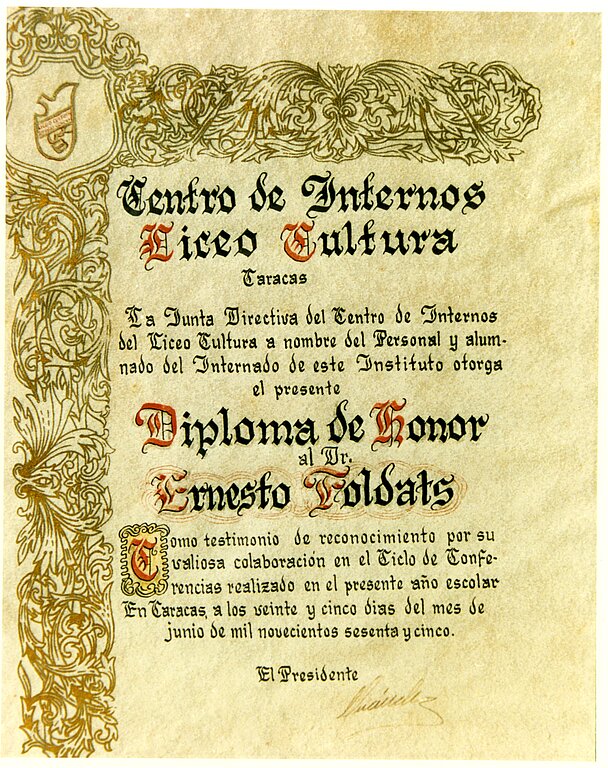 Centro de Internos
Liceo Cultura
Caracas
La Junta Directiva del Centro de Internos
del Liceo Cultura a nombre del Personal y alum-
nado del Internado de este Instituto otorga
el presente
Diploma de Honor
al Dr.
Ernesto Foldats
Como testimonio de reconocimiento por su
valiosa colaboración en el Ciclo de Confe-
rencias realizado en el presente año escolar
En Caracas, a los veinte y cinco dias del mes de
junio de mil novecientos sesenta y cinco.
El Presidente